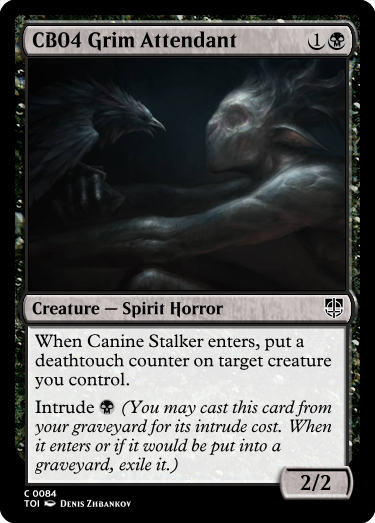 CB04 Grim Attendant 1
Creature — Spirit Horror
When Canine Stalker enters, put a
deathtouch counter on target creature
you control.
Intrude (You may cast this card from
your graveyard for its intrude cost. When
it enters or if it would be put into a
graveyard, exile it.)
2/2
C 0084
TOI Denis Zhbankov